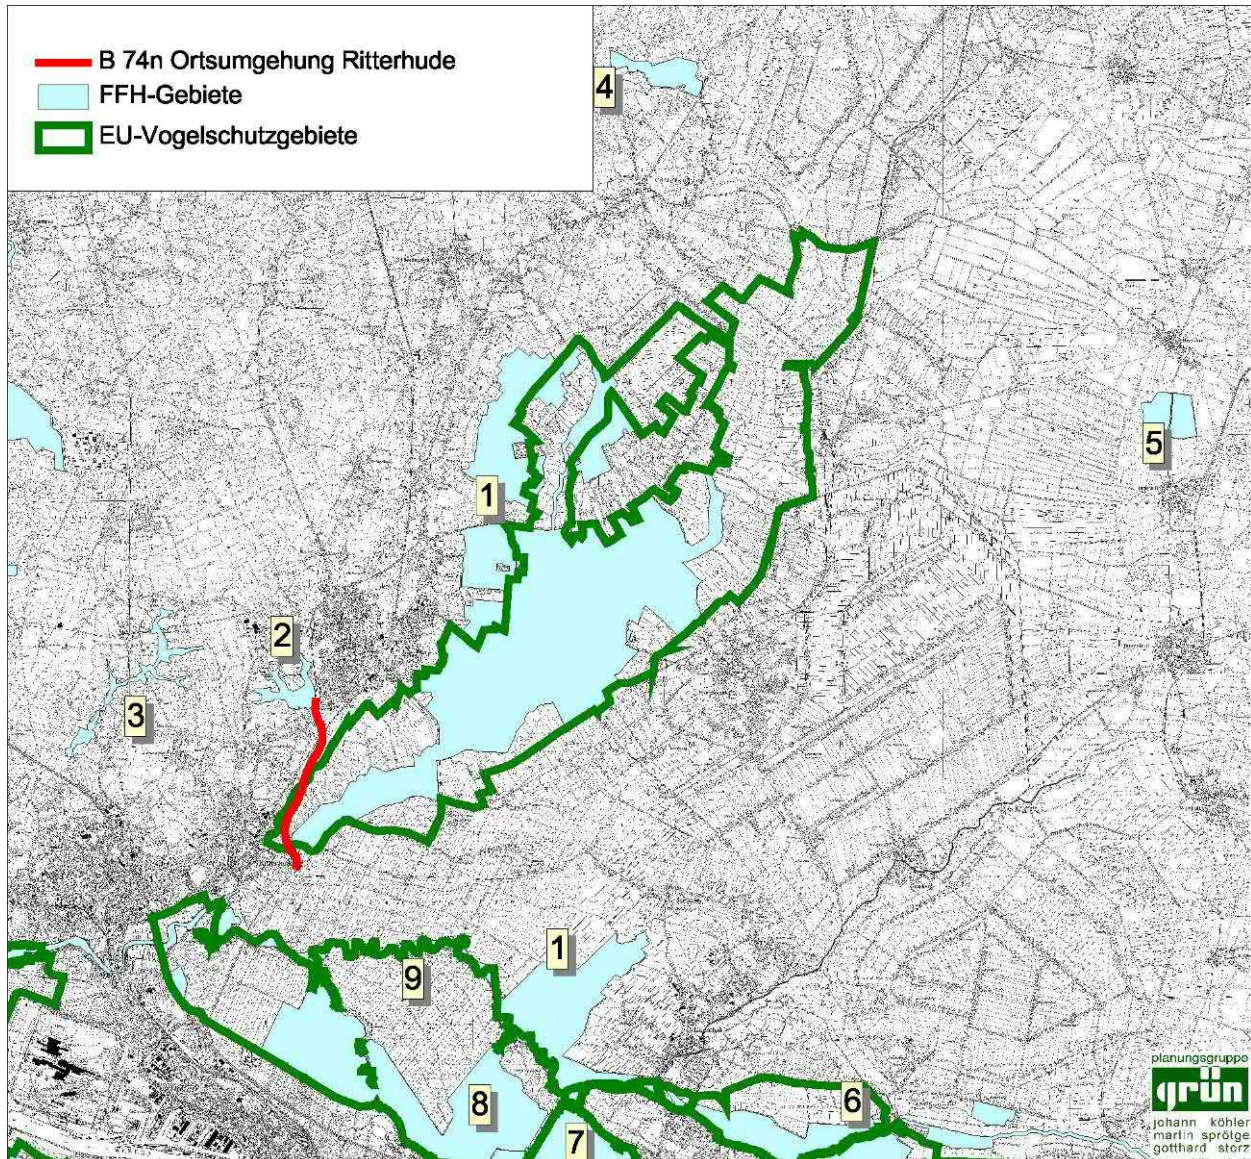 B 74n Ortsumgehung Ritterhude
FFH-Gebiete
EU-Vogelschutzgebiete
4
5
1
2
3
1
9
8
6
7
planungsgruppe
grün
johann köhler
martin sprötge
gotthard storz